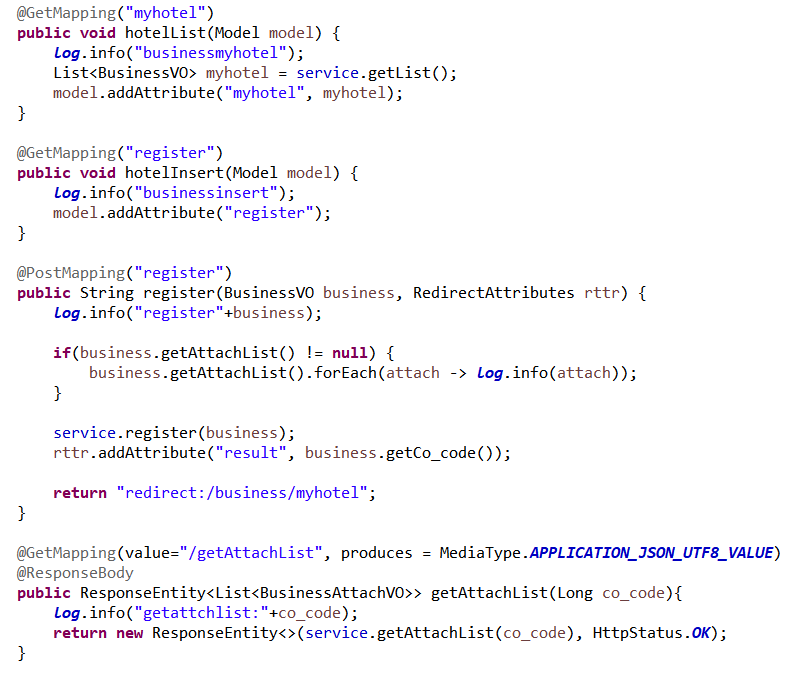 @GetMapping("myhotel")
public void hotelList(Model model) {
    log.info("businessmyhotel");
    List<BusinessVO> myhotel = service.getList();
    model.addAttribute("myhotel", myhotel);
}

@GetMapping("register")
public void hotelInsert(Model model) {
    log.info("businessinsert");
    model.addAttribute("register");
}

@PostMapping("register")
public String register(BusinessVO business, RedirectAttributes rttr) {
    log.info("register"+business);

    if(business.getAttachList() != null) {
        business.getAttachList().forEach(attach -> log.info(attach));
    }

    service.register(business);
    rttr.addAttribute("result", business.getCo_code());

    return "redirect:/business/myhotel";
}

@GetMapping(value="/getAttachList", produces = MediaType.APPLICATION_JSON_UTF8_VALUE)
@ResponseBody
public ResponseEntity<List<BusinessAttachVO>> getAttachList(Long co_code){
    log.info("getattchlist:"+co_code);
    return new ResponseEntity<>(service.getAttachList(co_code), HttpStatus.OK);
}